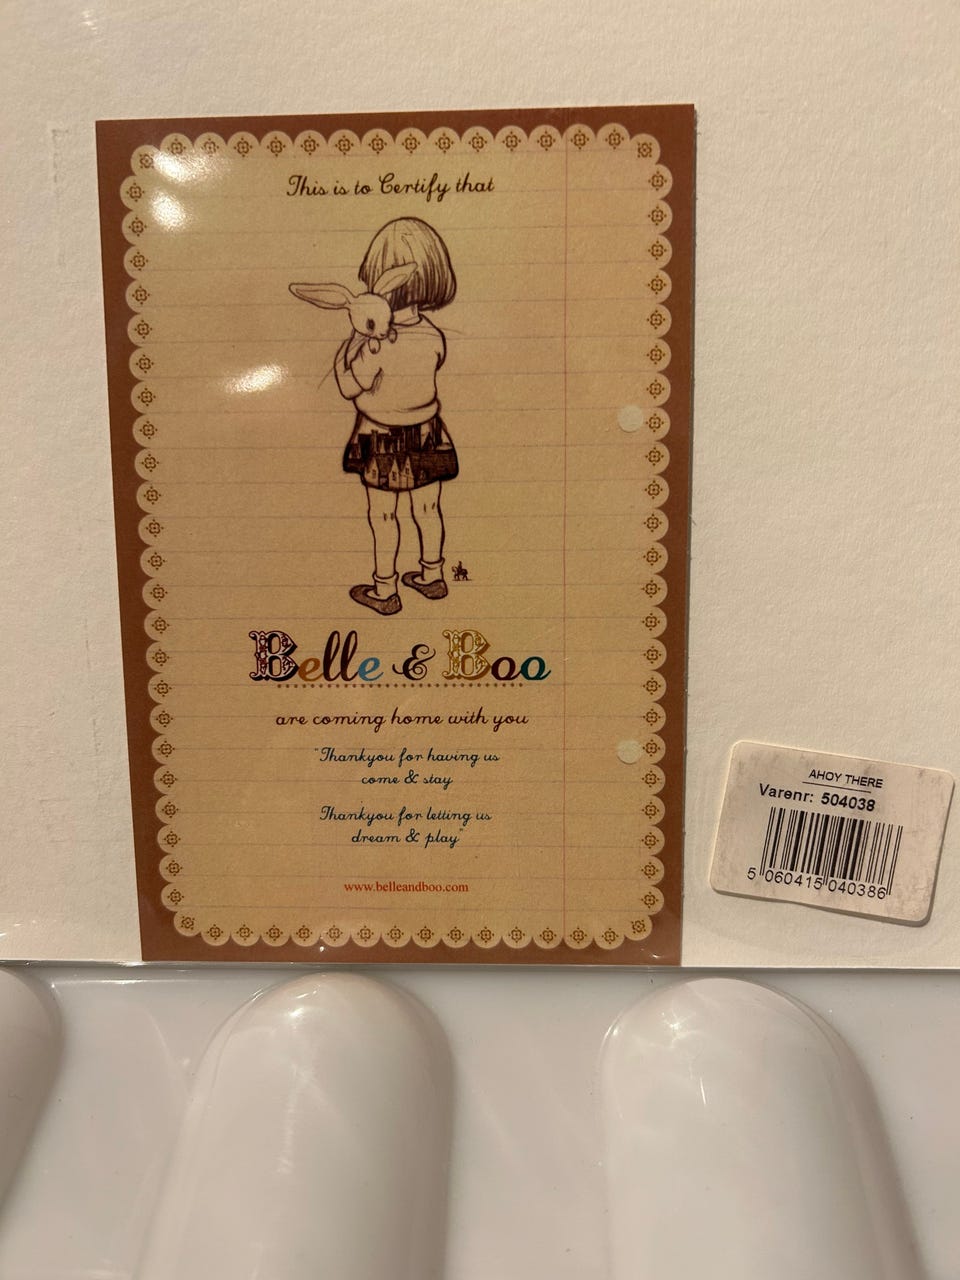 This is to Certify that
Belle & Boo
are coming home with you
"Thankyou for having us
come & stay
Thankyou for letting us
dream & play"
www.belleandboo.com
AHOY THERE
Varenr: 504038
5 060415 040386